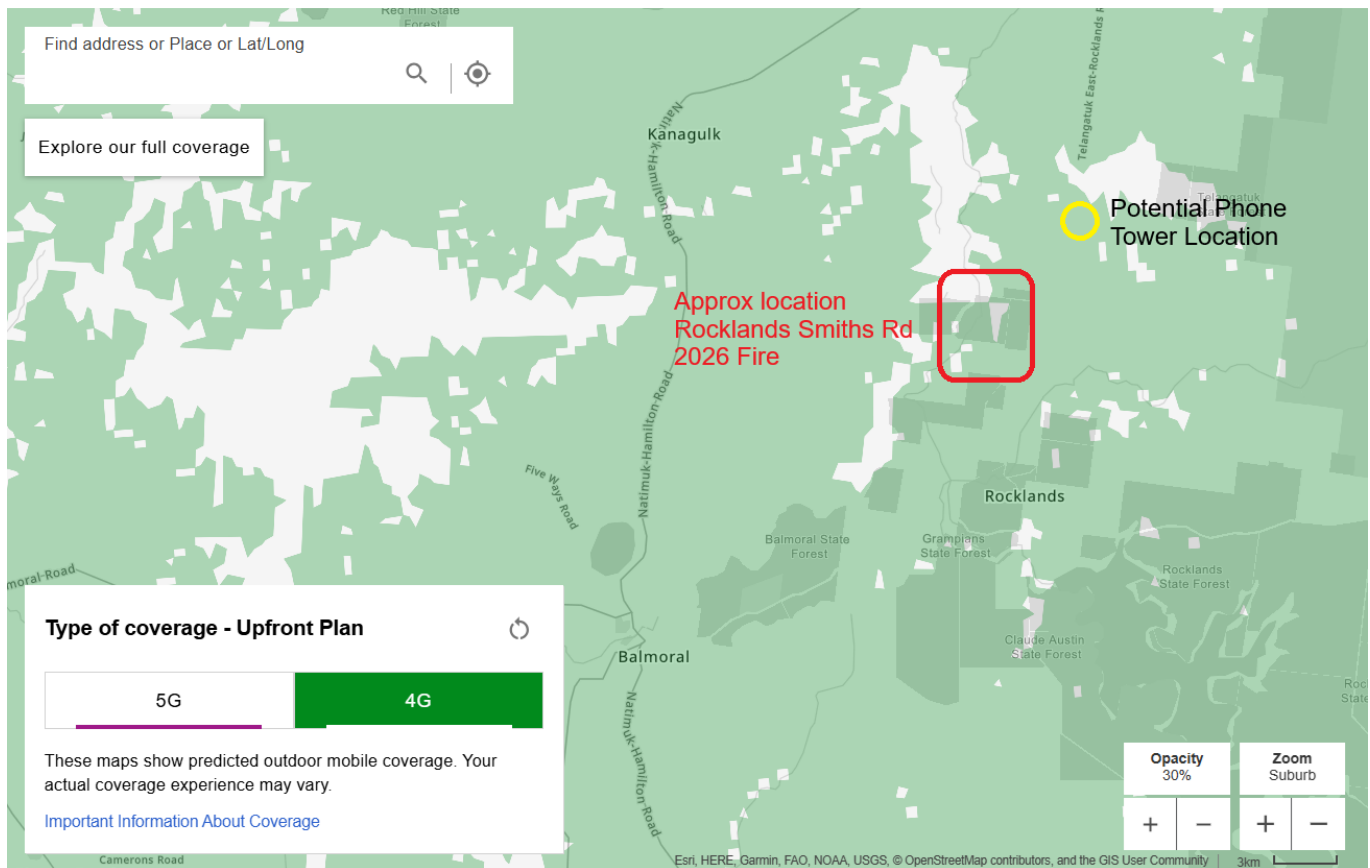 Red Hill State
Forest
Find address or Place or Lat/Long
Explore our full coverage
Kanagulk
Natimuk-Hamilton Road
Telangatuk East-Rocklands R
Telangatuk
Potential Phone
Tower Location
Approx location
Rocklands Smiths Rd
2026 Fire
Natimuk-Hamilton-Road
Five Ways Road
Rocklands
Balmoral State
Forest
Grampians
State Forest
Rocklands
State Forest
moral-Road
Type of coverage - Upfront Plan
5G
4G
These maps show predicted outdoor mobile coverage. Your
actual coverage experience may vary.
Important Information About Coverage
Balmoral
Claude Austin
State Forest
Natimuk-Hamilton-Road
Roc
State
Opacity
30%
Zoom
Suburb
+ −
+ −
Camerons Road
Esri, HERE, Garmin, FAO, NOAA, USGS, © OpenStreetMap contributors, and the GIS User Community
3km